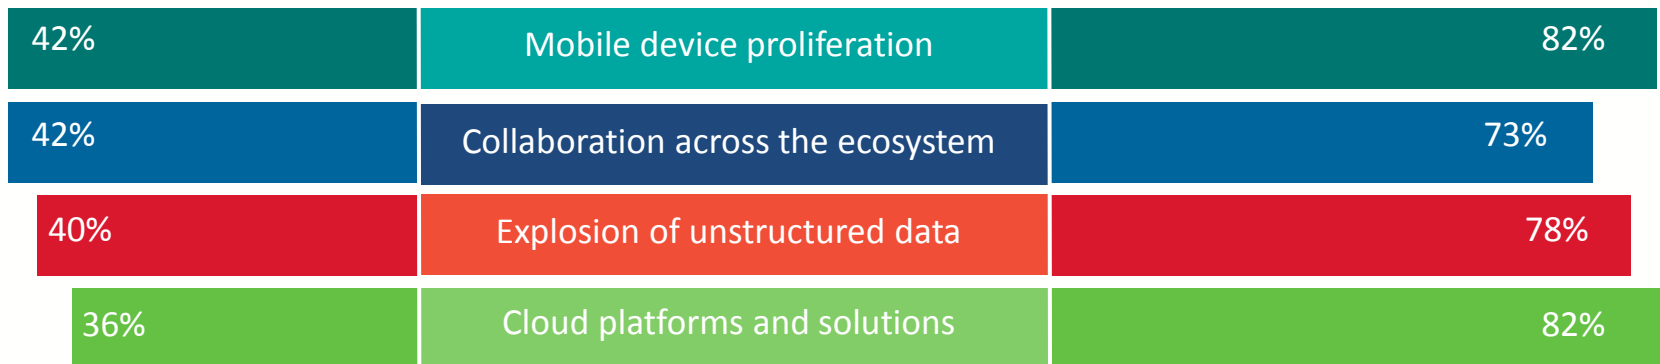 42% Mobile device proliferation 82%
42% Collaboration across the ecosystem 73%
40% Explosion of unstructured data 78%
36% Cloud platforms and solutions 82%